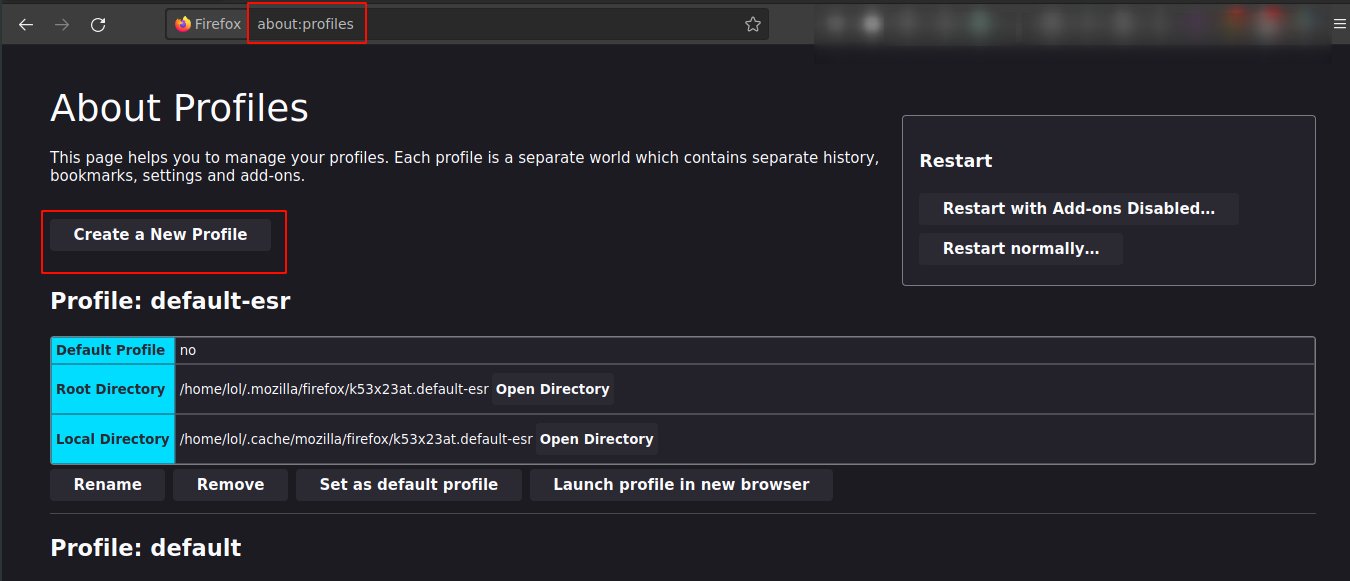 Firefox about:profiles
About Profiles
This page helps you to manage your profiles. Each profile is a separate world which contains separate history,
bookmarks, settings and add-ons.
Create a New Profile
Restart
Restart with Add-ons Disabled…
Restart normally…
Profile: default-esr
Default Profile no
Root Directory /home/lol/.mozilla/firefox/k53x23at.default-esr Open Directory
Local Directory /home/lol/.cache/mozilla/firefox/k53x23at.default-esr Open Directory
Rename Remove Set as default profile Launch profile in new browser
Profile: default